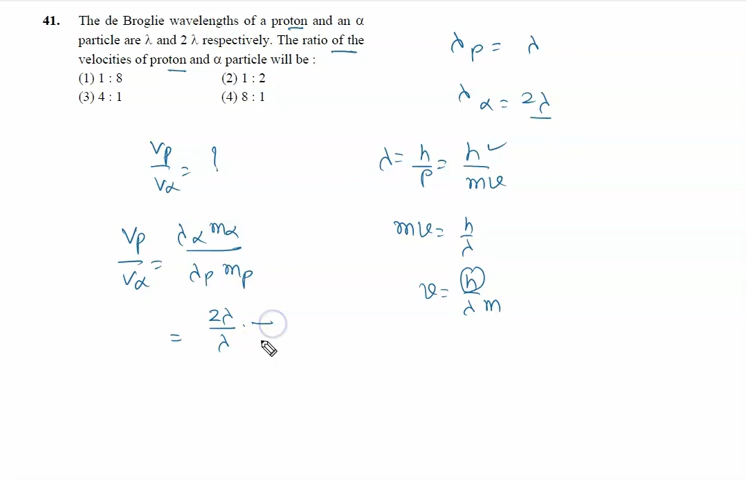 41. The de Broglie wavelengths of a proton and an α
particle are λ and 2 λ respectively. The ratio of the
velocities of proton and α particle will be :
(1) 1 : 8 (2) 1 : 2
(3) 4 : 1 (4) 8 : 1
λp = λ
λα = 2λ
Vp/Vα = ?
λ = h/p = h/mv
Vp/Vα = λα mα / λp mp
mv = h/λ
v = h/λm
= 2λ/λ ·